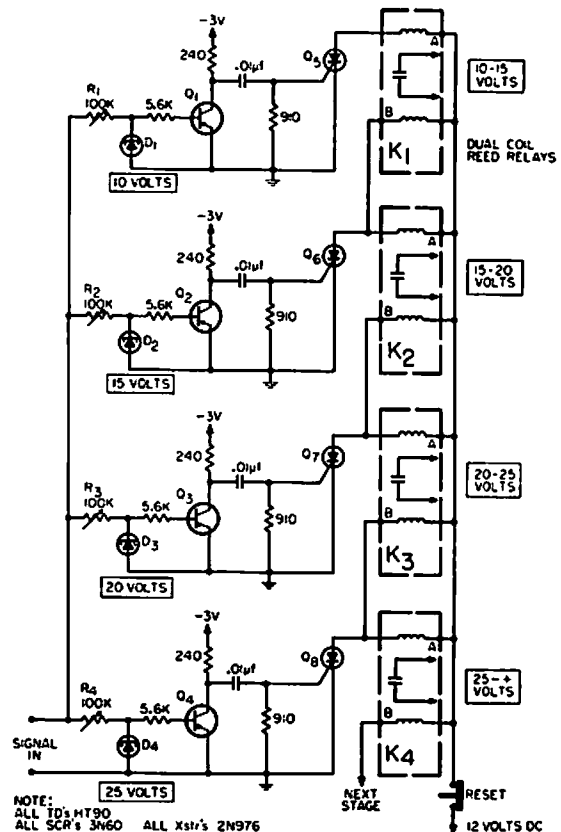 -3V
240
.01µf
Q5
A
10-15
VOLTS
R1
100K
5.6K
Q1
910
D1
B
K1
DUAL COIL
REED RELAYS
10 VOLTS
-3V
240
.01µf
Q6
A
15-20
VOLTS
R2
100K
5.6K
Q2
910
D2
B
K2
15 VOLTS
-3V
240
.01µf
Q7
A
20-25
VOLTS
R3
100K
5.6K
Q3
910
D3
B
K3
20 VOLTS
-3V
240
.01µf
Q8
A
25-+
VOLTS
R4
100K
5.6K
Q4
910
D4
B
K4
SIGNAL
IN
25 VOLTS
NEXT
STAGE
RESET
NOTE:
ALL TD's HT90
ALL SCR's 3N60 ALL Xstr's 2N976
12 VOLTS DC